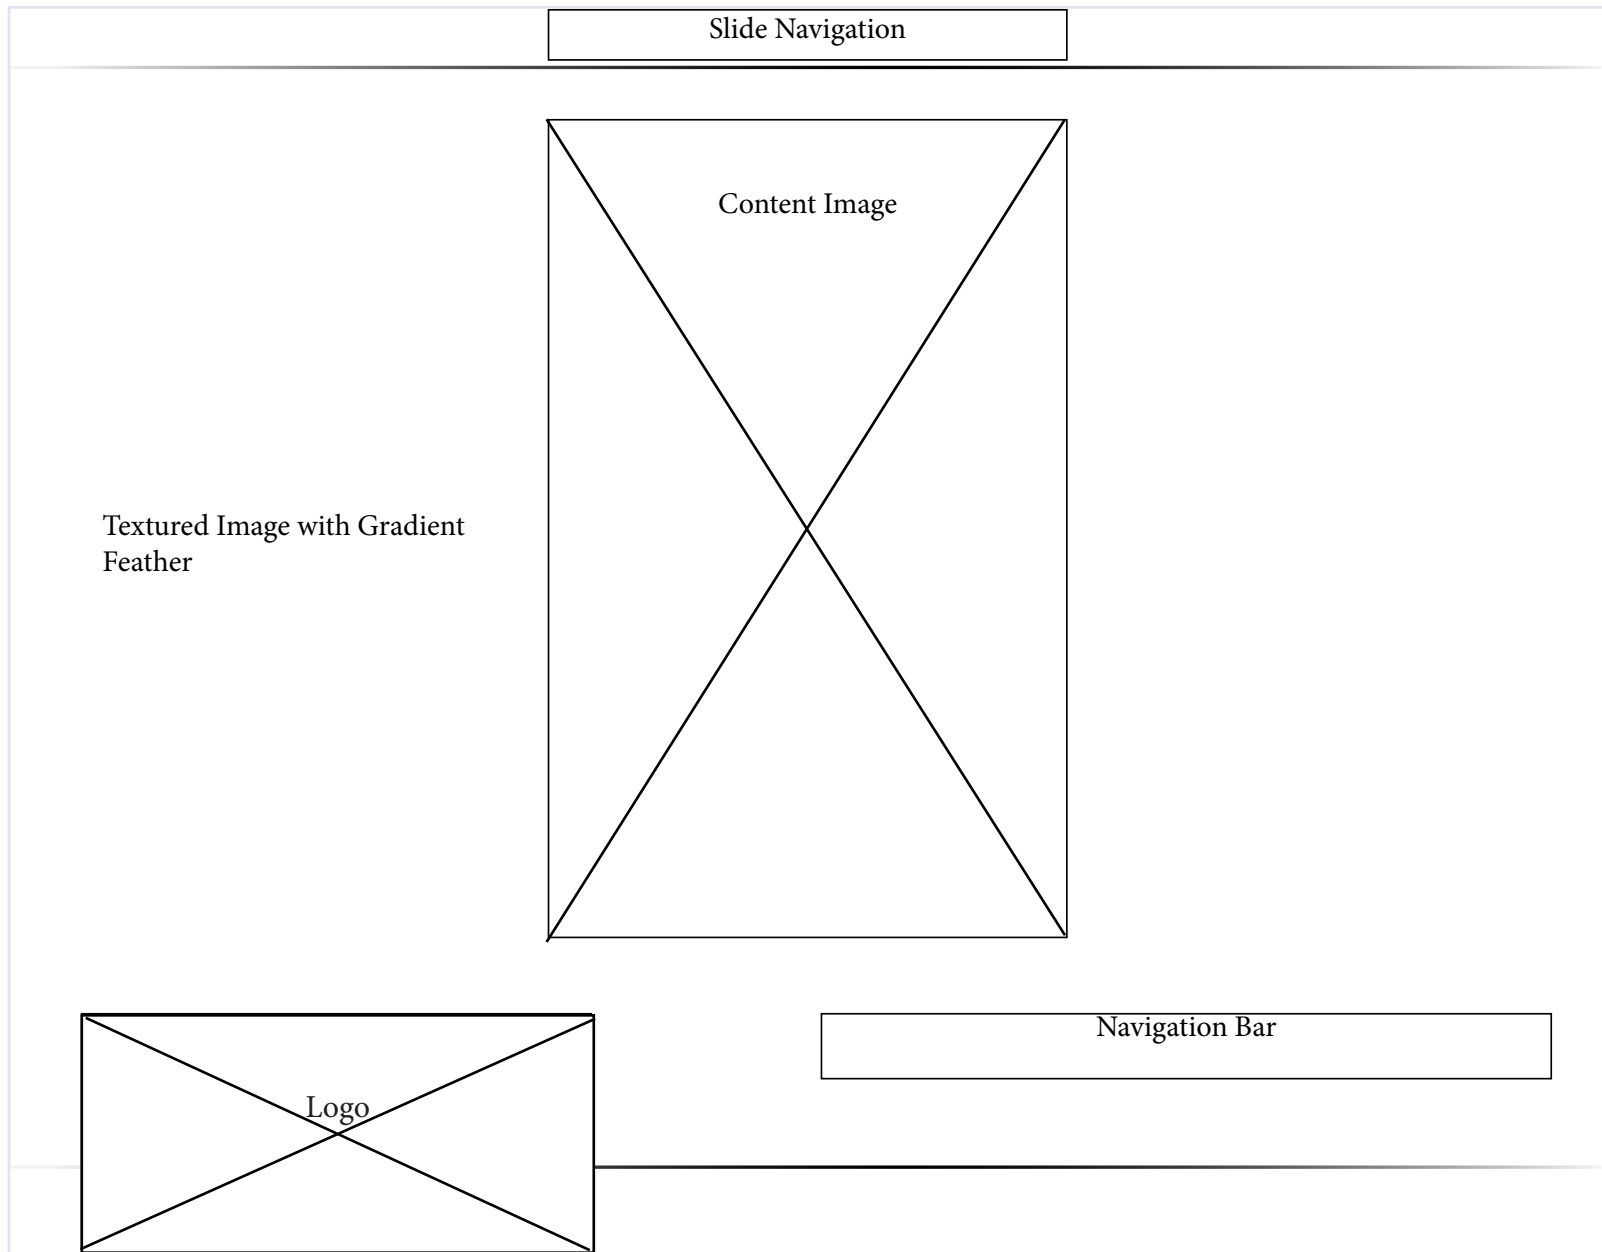 Slide Navigation
Content Image
Textured Image with Gradient
Feather
Navigation Bar
Logo